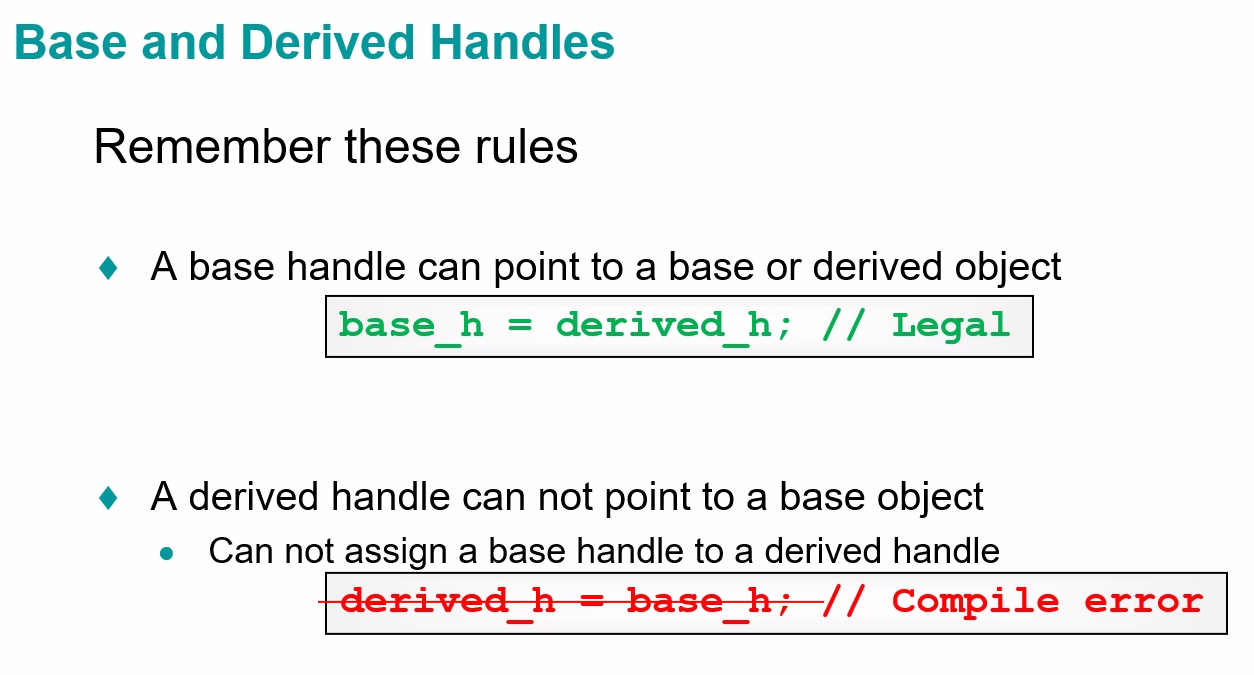 Base and Derived Handles
Remember these rules
♦ A base handle can point to a base or derived object
base_h = derived_h; // Legal
♦ A derived handle can not point to a base object
• Can not assign a base handle to a derived handle
derived_h = base_h; // Compile error